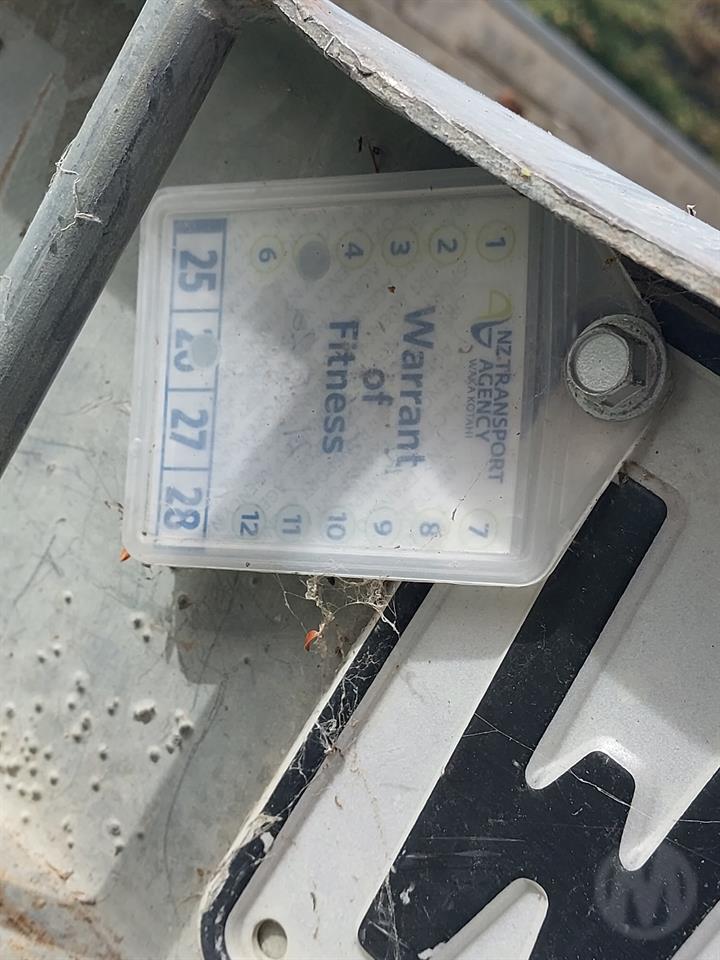 NZ TRANSPORT
AGENCY
WAKA KOTAHI
1
2
3
4
6
Warrant
of
Fitness
7
8
9
10
11
12
25
27
28
M